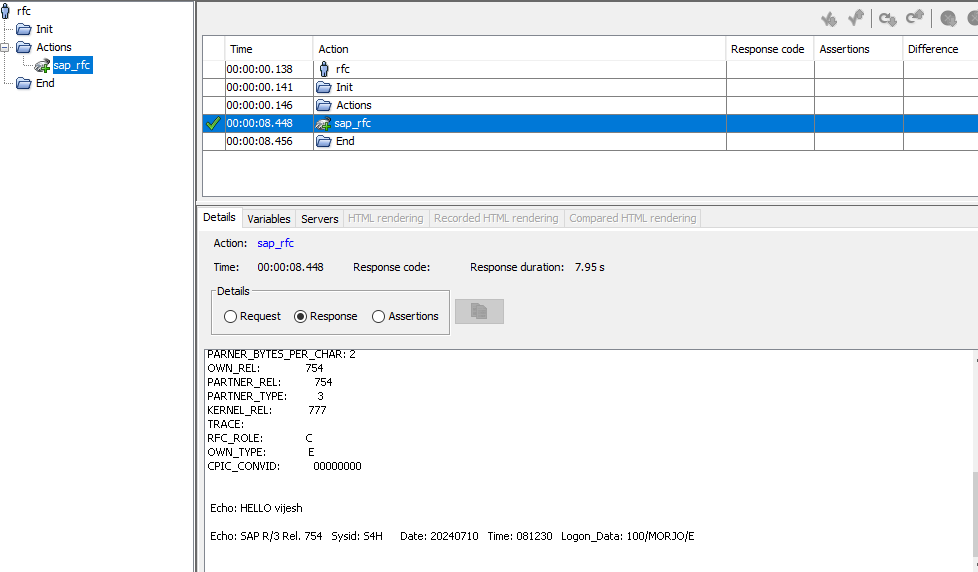 rfc
Init
Actions
sap_rfc
End
Time Action Response code Assertions Difference
00:00:00.138 rfc
00:00:00.141 Init
00:00:00.146 Actions
00:00:08.448 sap_rfc
00:00:08.456 End
Details Variables Servers HTML rendering Recorded HTML rendering Compared HTML rendering
Action: sap_rfc
Time: 00:00:08.448 Response code: Response duration: 7.95 s
Details
Request Response Assertions
PARNER_BYTES_PER_CHAR: 2
OWN_REL: 754
PARTNER_REL: 754
PARTNER_TYPE: 3
KERNEL_REL: 777
TRACE:
RFC_ROLE: C
OWN_TYPE: E
CPIC_CONVID: 00000000
Echo: HELLO vijesh
Echo: SAP R/3 Rel. 754 Sysid: S4H Date: 20240710 Time: 081230 Logon_Data: 100/MORJO/E